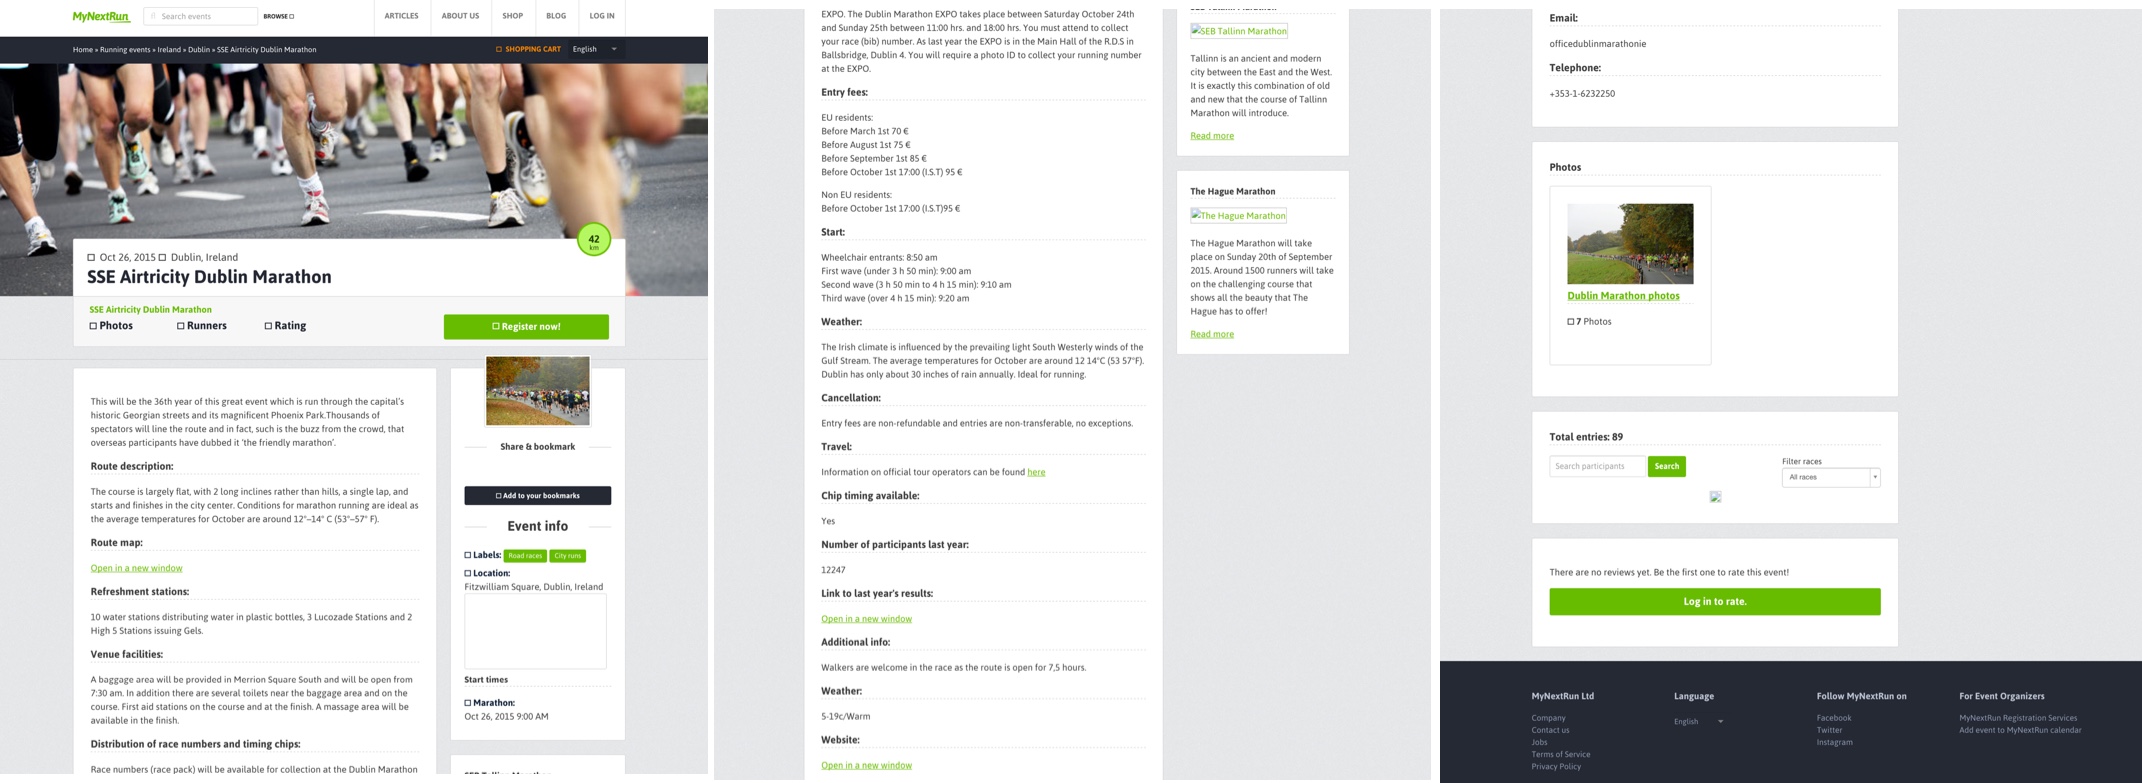 MyNextRun
Search events
BROWSE
ARTICLES
ABOUT US
SHOP
BLOG
LOG IN
Home » Running events » Ireland » Dublin » SSE Airtricity Dublin Marathon
SHOPPING CART
English
42
km
Oct 26, 2015 Dublin, Ireland
SSE Airtricity Dublin Marathon
SSE Airtricity Dublin Marathon
Photos
Runners
Rating
Register now!
This will be the 36th year of this great event which is run through the capital's
historic Georgian streets and its magnificent Phoenix Park.Thousands of
spectators will line the route and in fact, such is the buzz from the crowd, that
overseas participants have dubbed it 'the friendly marathon'.
Route description:
The course is largely flat, with 2 long inclines rather than hills, a single lap, and
starts and finishes in the city center. Conditions for marathon running are ideal as
the average temperatures for October are around 12°–14° C (53°–57° F).
Route map:
Open in a new window
Refreshment stations:
10 water stations distributing water in plastic bottles, 3 Lucozade Stations and 2
High 5 Stations issuing Gels.
Venue facilities:
A baggage area will be provided in Merrion Square South and will be open from
7:30 am. In addition there are several toilets near the baggage area and on the
course. First aid stations on the course and at the finish. A massage area will be
available in the finish.
Distribution of race numbers and timing chips:
Race numbers (race pack) will be available for collection at the Dublin Marathon
Share & bookmark
Add to your bookmarks
Event info
Labels: Road races City runs
Location:
Fitzwilliam Square, Dublin, Ireland
Start times
Marathon:
Oct 26, 2015 9:00 AM
SEB Tallinn Marathon
EXPO. The Dublin Marathon EXPO takes place between Saturday October 24th
and Sunday 25th between 11:00 hrs. and 18:00 hrs. You must attend to collect
your race (bib) number. As last year the EXPO is in the Main Hall of the R.D.S in
Ballsbridge, Dublin 4. You will require a photo ID to collect your running number
at the EXPO.
Entry fees:
EU residents:
Before March 1st 70 €
Before August 1st 75 €
Before September 1st 85 €
Before October 1st 17:00 (I.S.T) 95 €
Non EU residents:
Before October 1st 17:00 (I.S.T)95 €
Start:
Wheelchair entrants: 8:50 am
First wave (under 3 h 50 min): 9:00 am
Second wave (3 h 50 min to 4 h 15 min): 9:10 am
Third wave (over 4 h 15 min): 9:20 am
Weather:
The Irish climate is influenced by the prevailing light South Westerly winds of the
Gulf Stream. The average temperatures for October are around 12 14°C (53 57°F).
Dublin has only about 30 inches of rain annually. Ideal for running.
Cancellation:
Entry fees are non-refundable and entries are non-transferable, no exceptions.
Travel:
Information on official tour operators can be found here
Chip timing available:
Yes
Number of participants last year:
12247
Link to last year's results:
Open in a new window
Additional info:
Walkers are welcome in the race as the route is open for 7,5 hours.
Weather:
5-19c/Warm
Website:
Open in a new window
SEB Tallinn Marathon
SEB Tallinn Marathon
Tallinn is an ancient and modern
city between the East and the West.
It is exactly this combination of old
and new that the course of Tallinn
Marathon will introduce.
Read more
The Hague Marathon
The Hague Marathon
The Hague Marathon will take
place on Sunday 20th of September
2015. Around 1500 runners will take
on the challenging course that
shows all the beauty that The
Hague has to offer!
Read more
Email:
officedublinmarathonie
Telephone:
+353-1-6232250
Photos
Dublin Marathon photos
7 Photos
Total entries: 89
Search participants
Search
Filter races
All races
There are no reviews yet. Be the first one to rate this event!
Log in to rate.
MyNextRun Ltd
Company
Contact us
Jobs
Terms of Service
Privacy Policy
Language
English
Follow MyNextRun on
Facebook
Twitter
Instagram
For Event Organizers
MyNextRun Registration Services
Add event to MyNextRun calendar